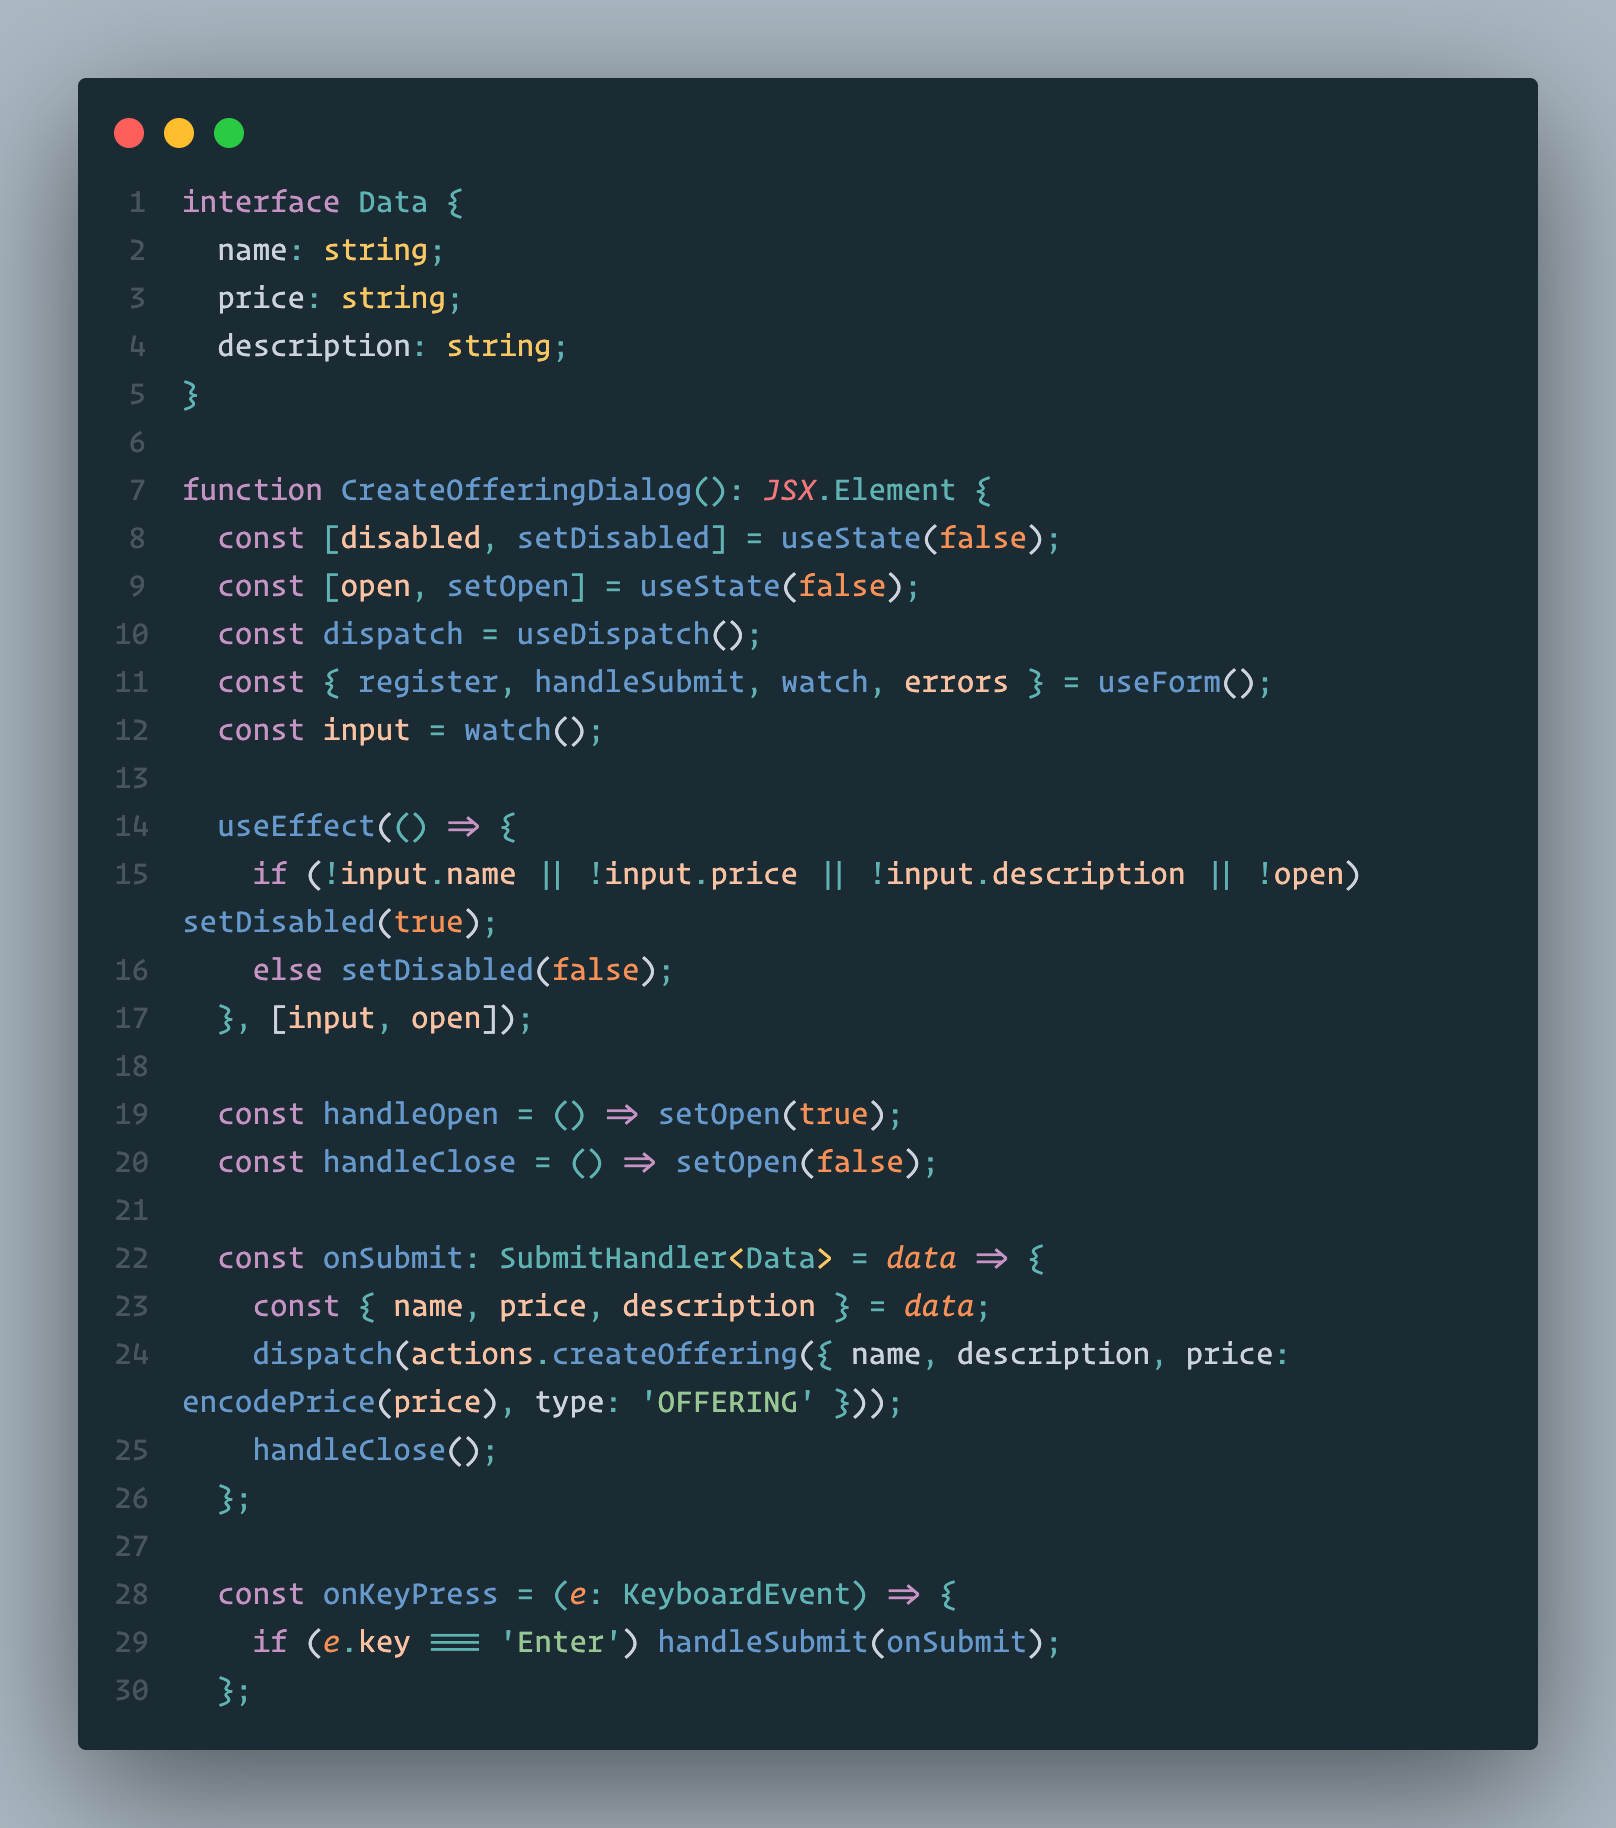 1 interface Data {
2 name: string;
3 price: string;
4 description: string;
5 }
6
7 function CreateOfferingDialog(): JSX.Element {
8 const [disabled, setDisabled] = useState(false);
9 const [open, setOpen] = useState(false);
10 const dispatch = useDispatch();
11 const { register, handleSubmit, watch, errors } = useForm();
12 const input = watch();
13
14 useEffect(() => {
15 if (!input.name || !input.price || !input.description || !open)
setDisabled(true);
16 else setDisabled(false);
17 }, [input, open]);
18
19 const handleOpen = () => setOpen(true);
20 const handleClose = () => setOpen(false);
21
22 const onSubmit: SubmitHandler<Data> = data => {
23 const { name, price, description } = data;
24 dispatch(actions.createOffering({ name, description, price:
encodePrice(price), type: 'OFFERING' }));
25 handleClose();
26 };
27
28 const onKeyPress = (e: KeyboardEvent) => {
29 if (e.key === 'Enter') handleSubmit(onSubmit);
30 };